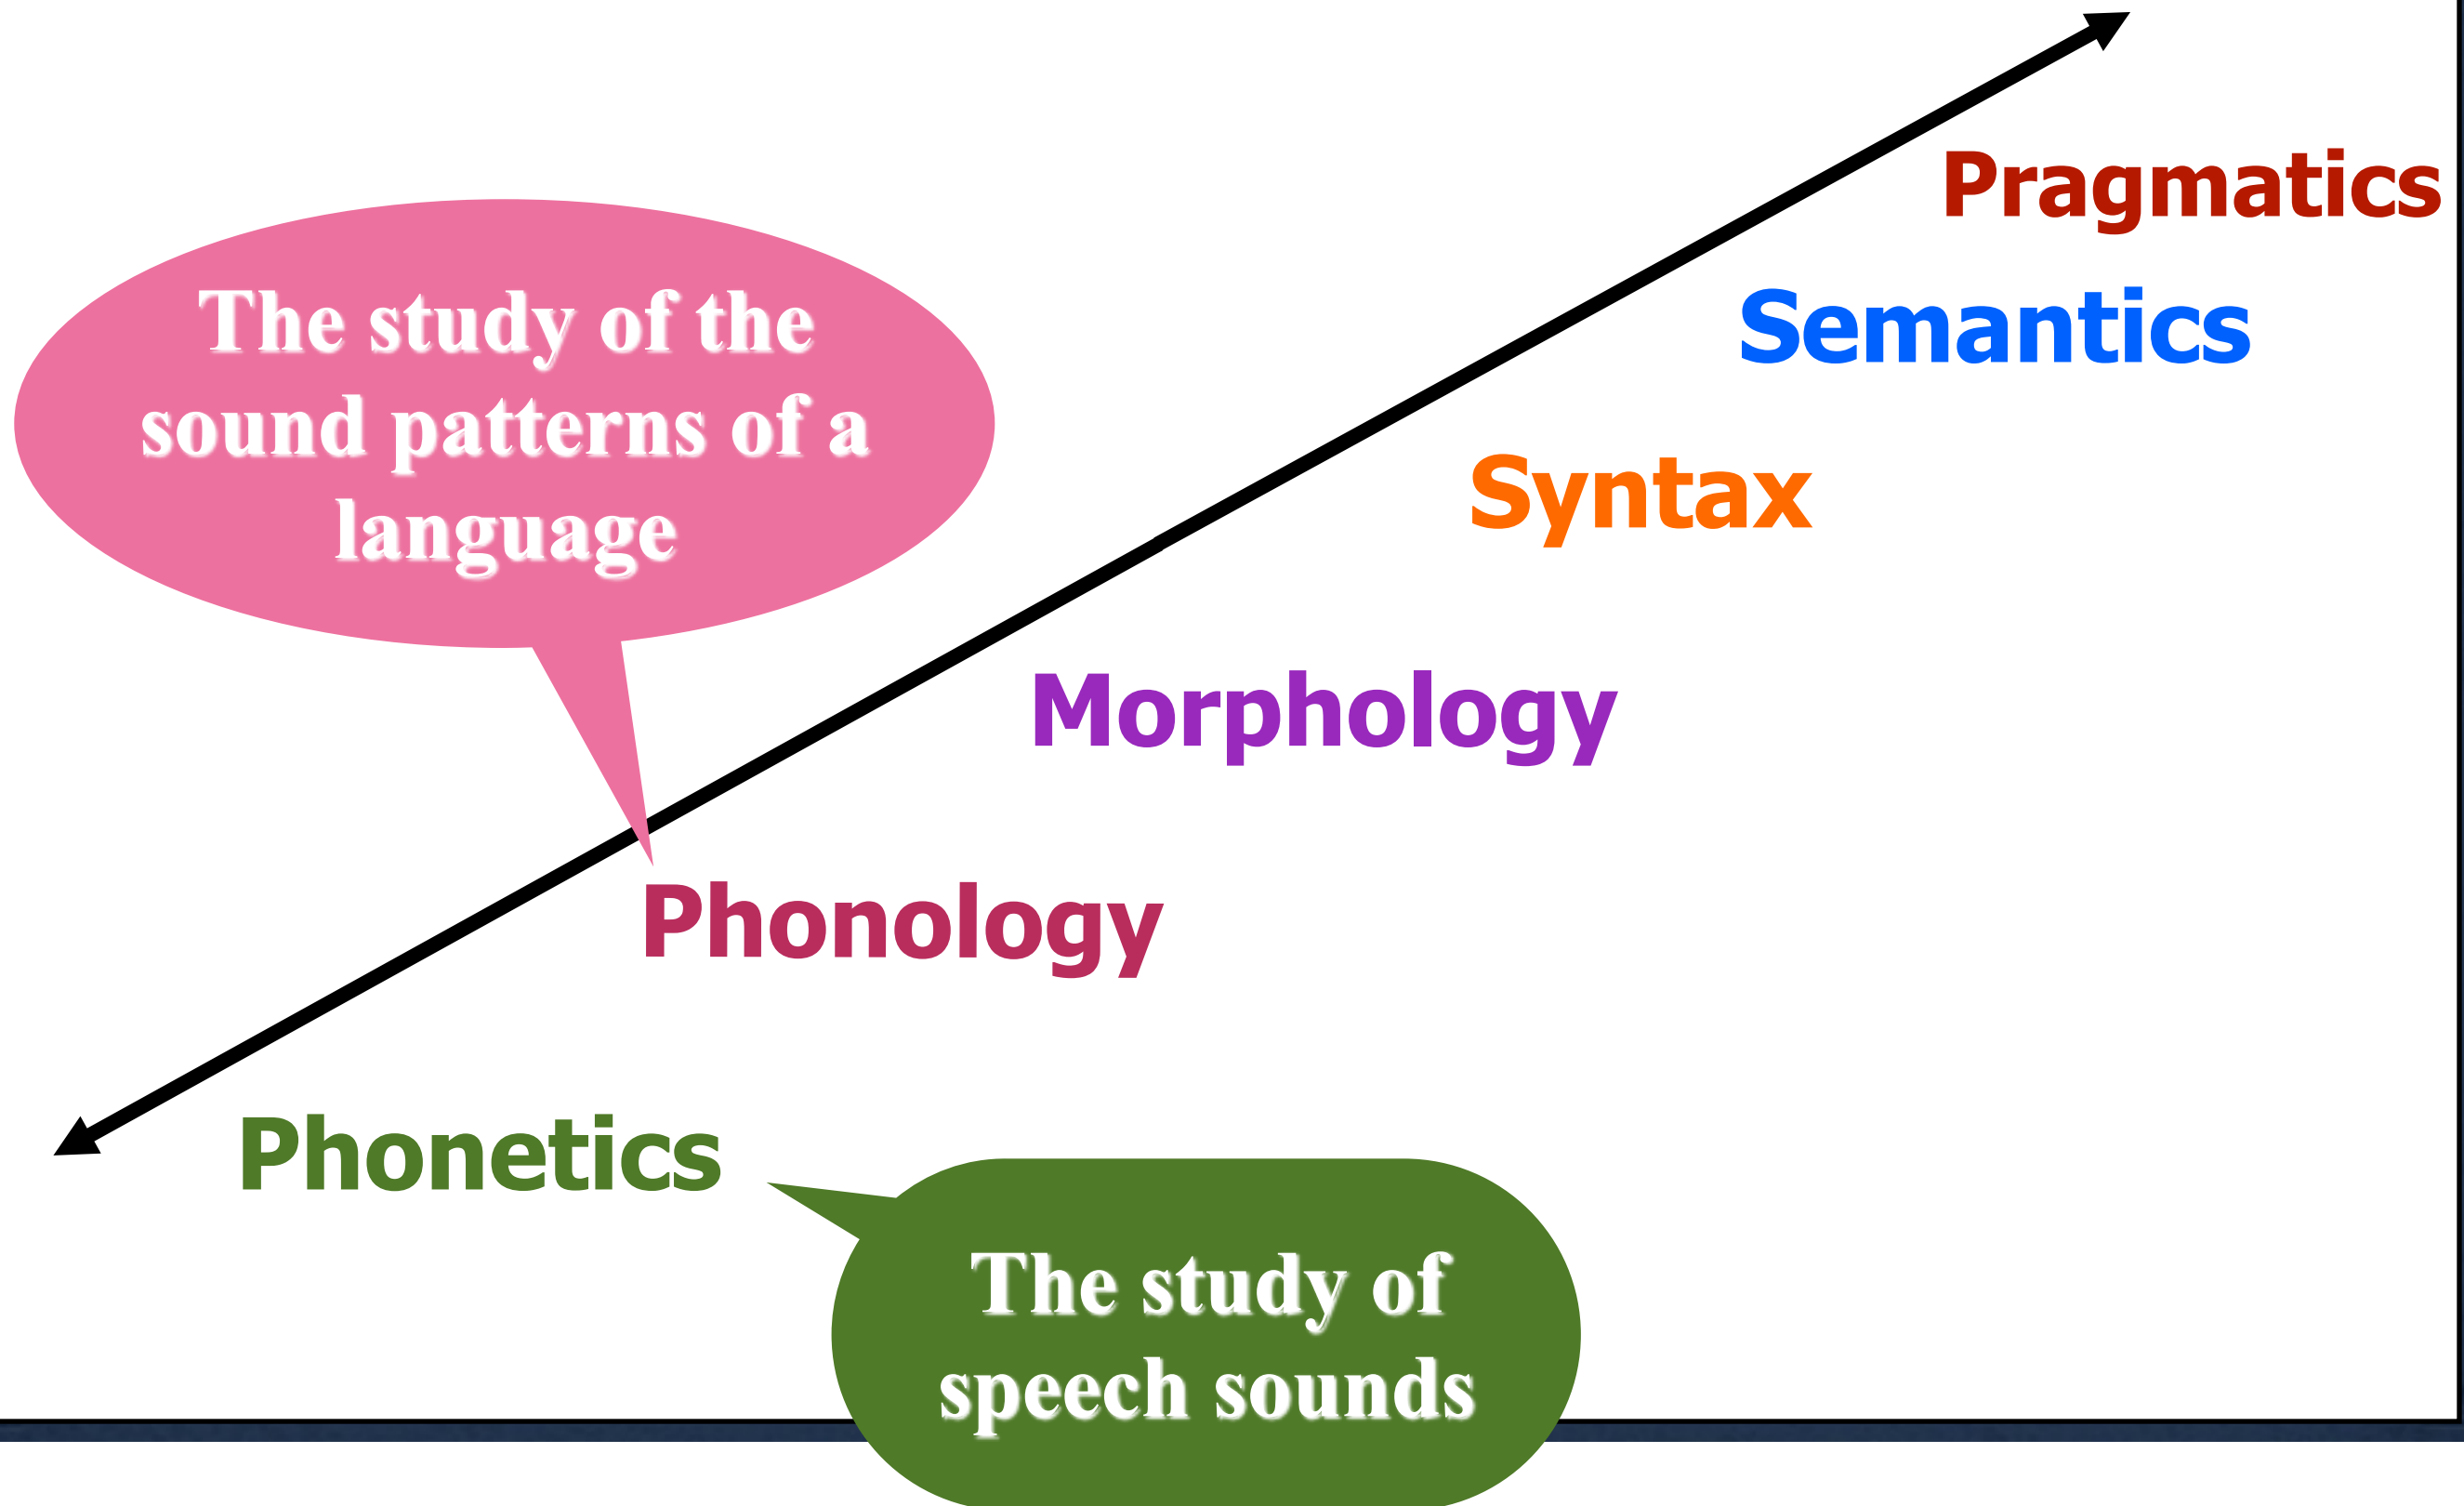 Pragmatics
The study of the
sound patterns of a
language
Semantics
Syntax
Morphology
Phonology
Phonetics
The study of
speech sounds